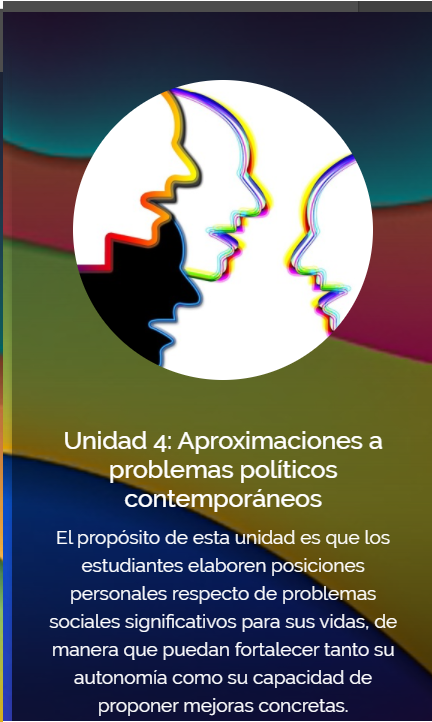 Unidad 4: Aproximaciones a
problemas políticos
contemporáneos
El propósito de esta unidad es que los
estudiantes elaboren posiciones
personales respecto de problemas
sociales significativos para sus vidas, de
manera que puedan fortalecer tanto su
autonomía como su capacidad de
proponer mejoras concretas.